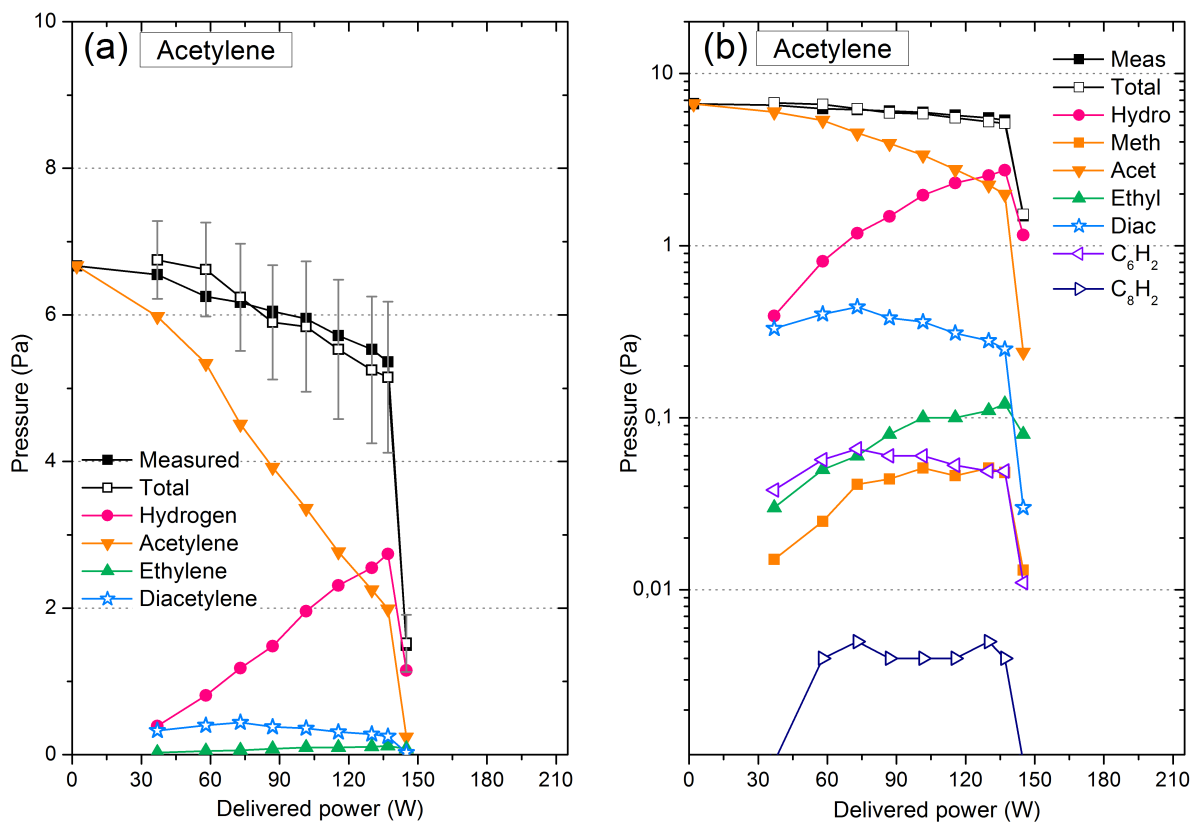 (a)
Acetylene
10
8
6
4
2
0
Pressure (Pa)
Measured
Total
Hydrogen
Acetylene
Ethylene
Diacetylene
0 30 60 90 120 150 180 210
Delivered power (W)
(b)
Acetylene
10
1
0,1
0,01
Pressure (Pa)
Meas
Total
Hydro
Meth
Acet
Ethyl
Diac
C6H2
C8H2
0 30 60 90 120 150 180 210
Delivered power (W)